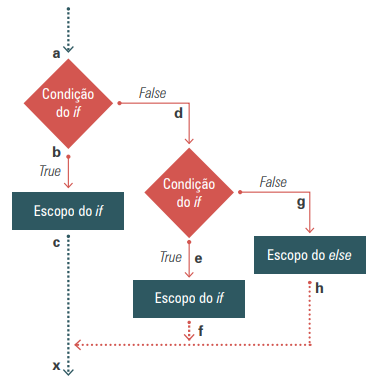 a
Condição
do if
False
d
b
True
Escopo do if
Condição
do if
False
g
c
True
e
Escopo do else
Escopo do if
h
f
x